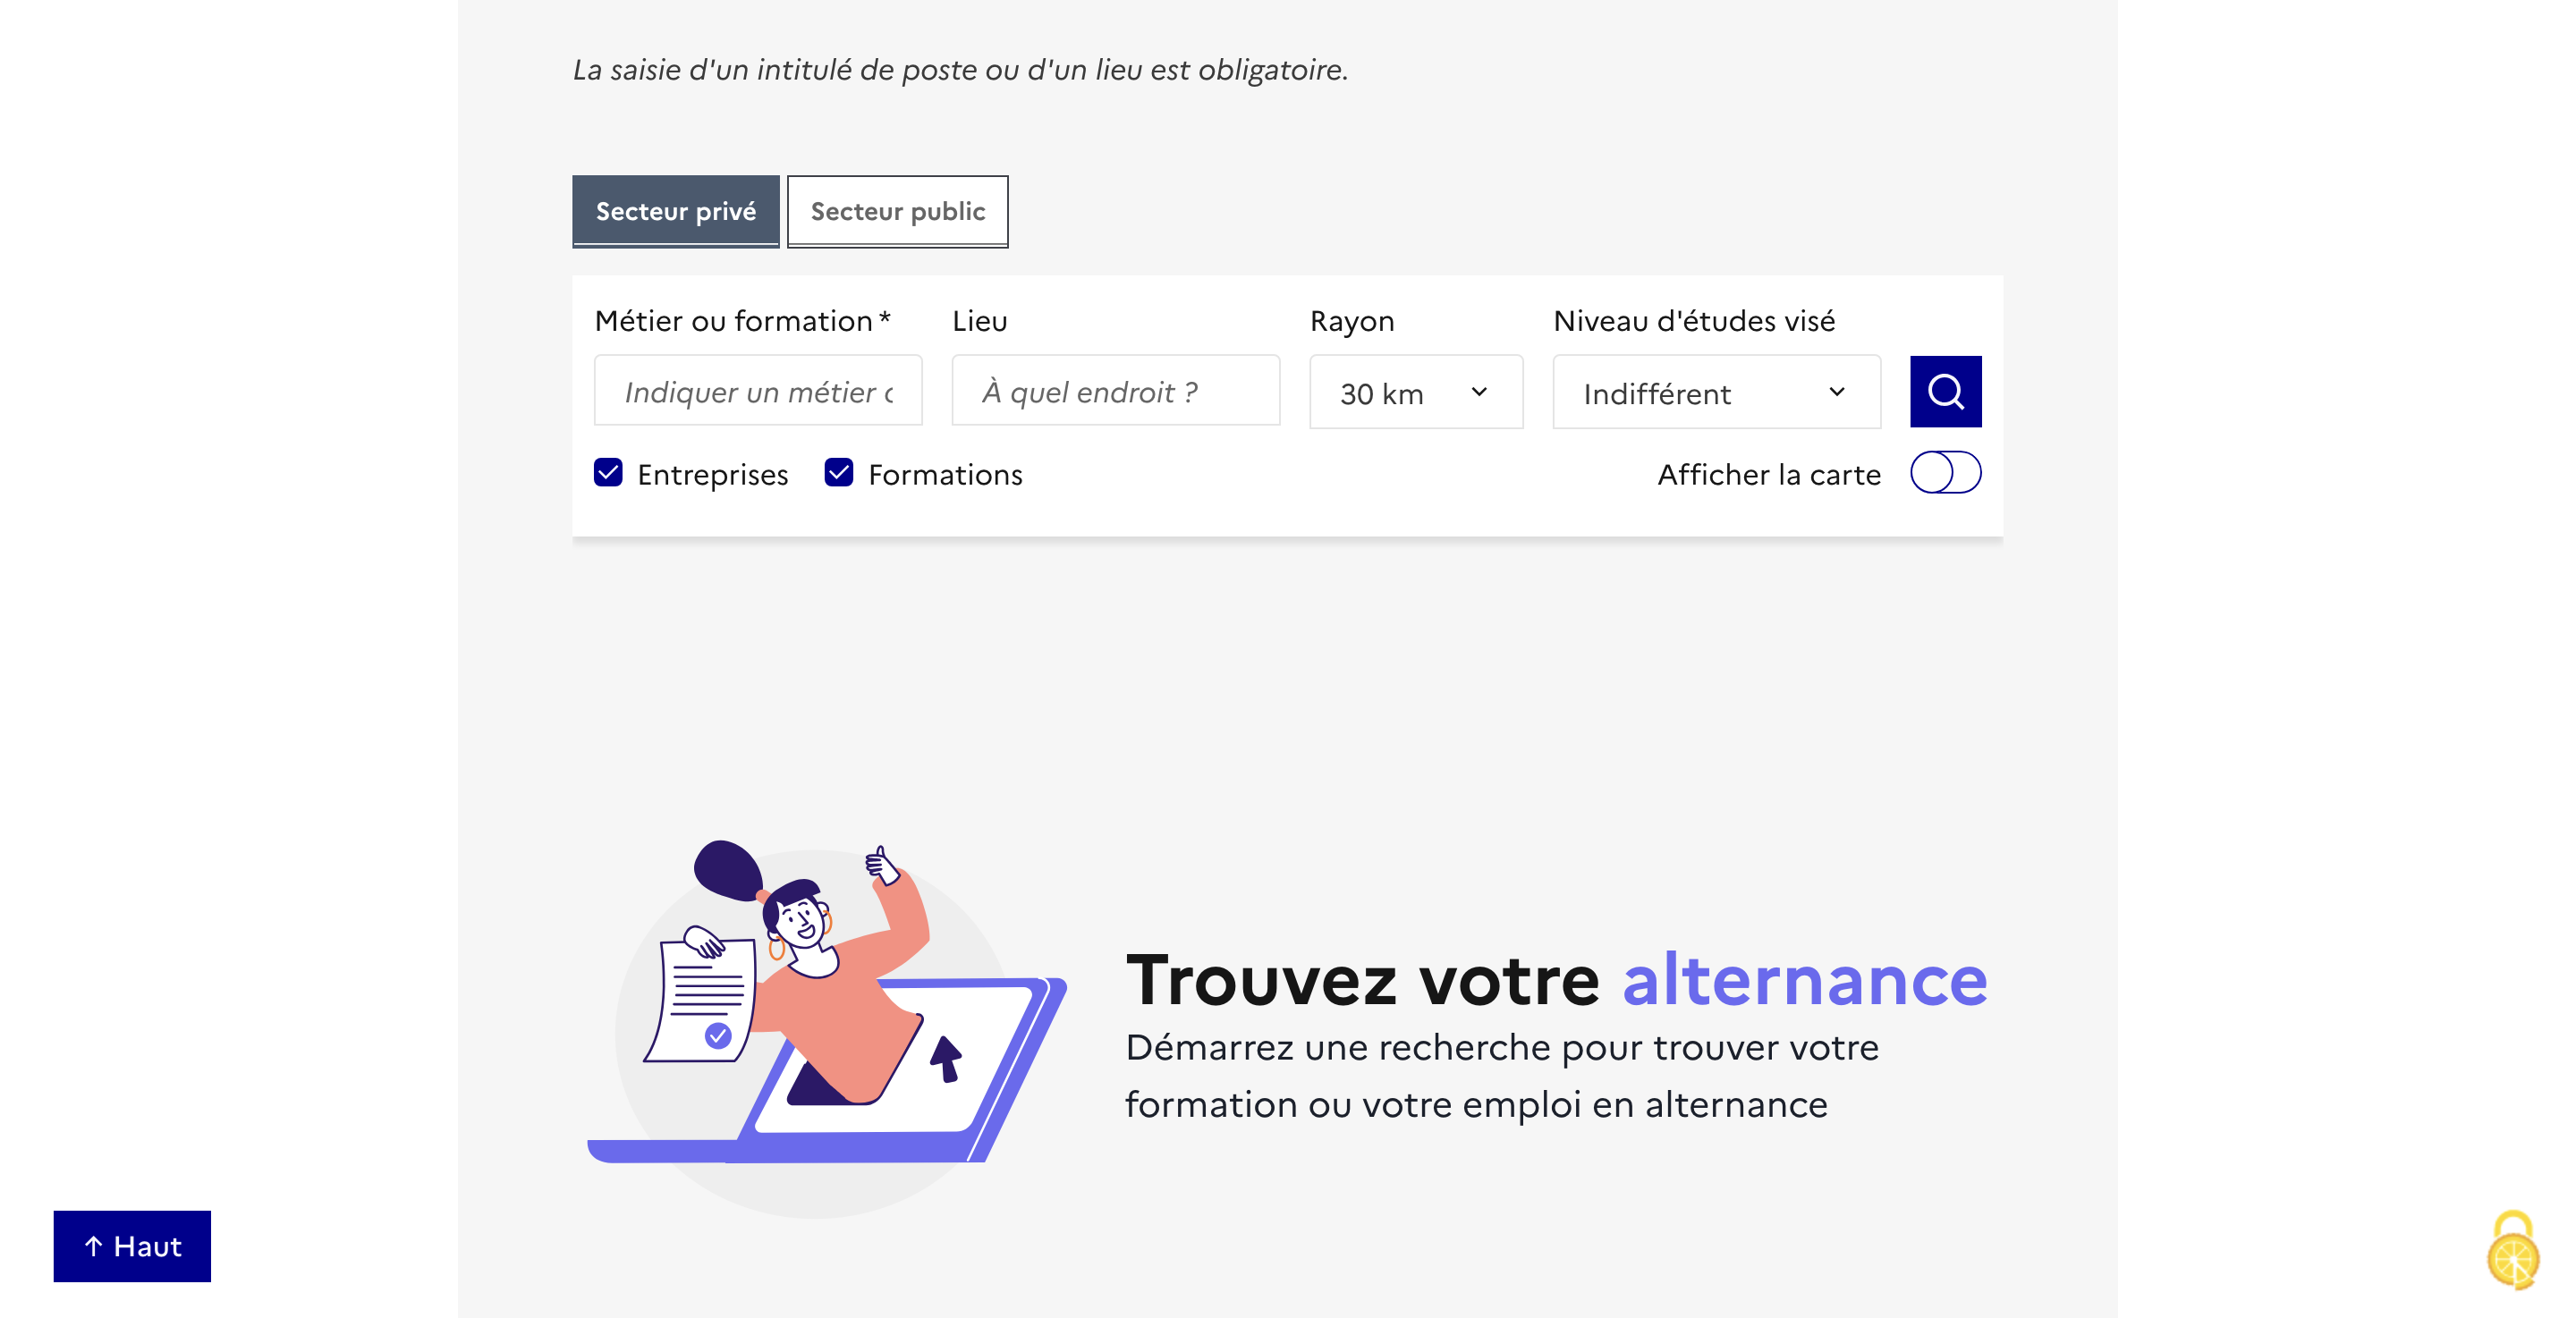 La saisie d'un intitulé de poste ou d'un lieu est obligatoire.
Secteur privé Secteur public
Métier ou formation * Lieu Rayon Niveau d'études visé
Indiquer un métier À quel endroit ? 30 km Indifférent
Entreprises Formations Afficher la carte
Trouvez votre alternance
Démarrez une recherche pour trouver votre
formation ou votre emploi en alternance
↑ Haut